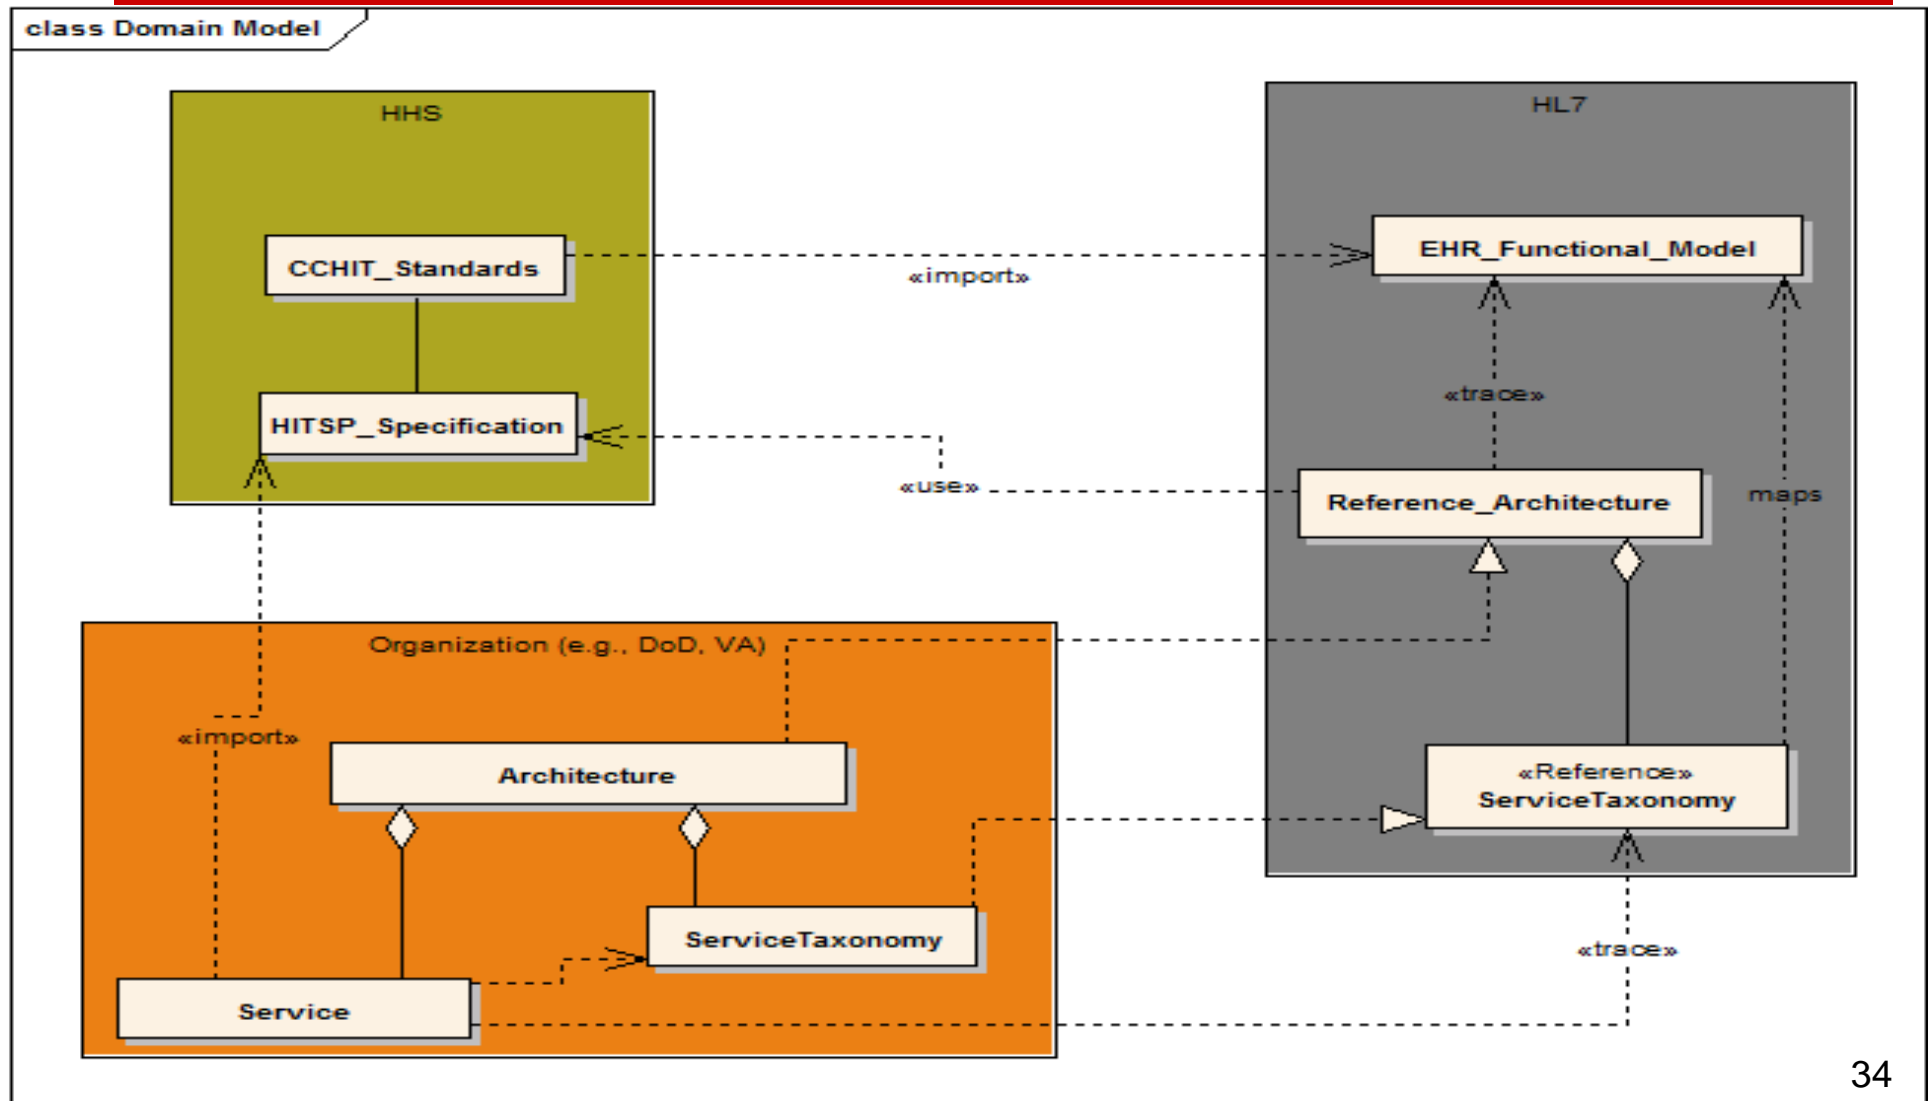 class Domain Model
HHS
CCHIT_Standards
HITSP_Specification
HL7
EHR_Functional_Model
«import»
«trace»
«use»
Reference_Architecture
maps
Organization (e.g., DoD, VA)
«import»
Architecture
«Reference»
ServiceTaxonomy
ServiceTaxonomy
«trace»
Service
34